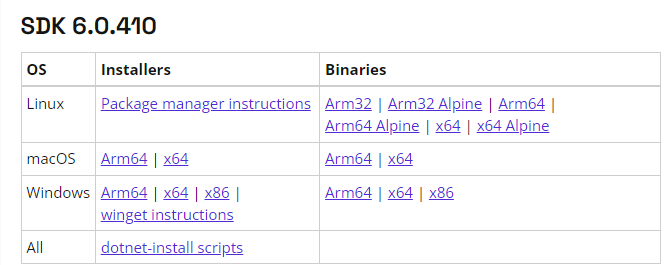 SDK 6.0.410
OS Installers Binaries
Linux Package manager instructions Arm32 | Arm32 Alpine | Arm64 |
Arm64 Alpine | x64 | x64 Alpine
macOS Arm64 | x64 Arm64 | x64
Windows Arm64 | x64 | x86 | Arm64 | x64 | x86
winget instructions
All dotnet-install scripts